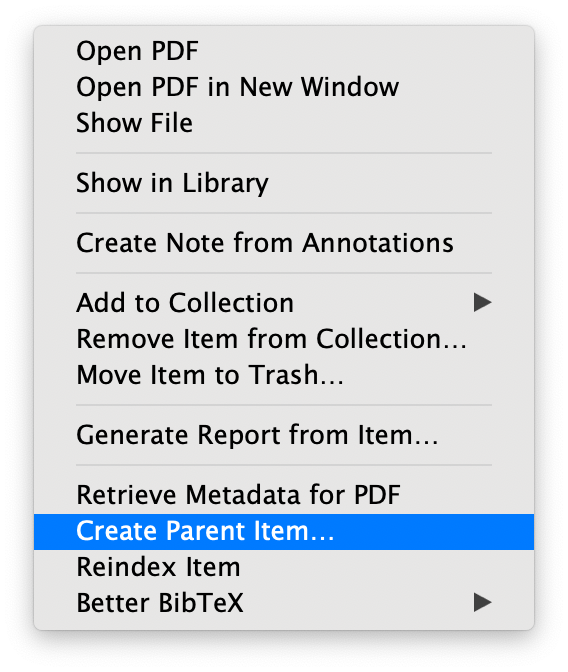 Open PDF
Open PDF in New Window
Show File
Show in Library
Create Note from Annotations
Add to Collection
Remove Item from Collection…
Move Item to Trash…
Generate Report from Item…
Retrieve Metadata for PDF
Create Parent Item…
Reindex Item
Better BibTeX